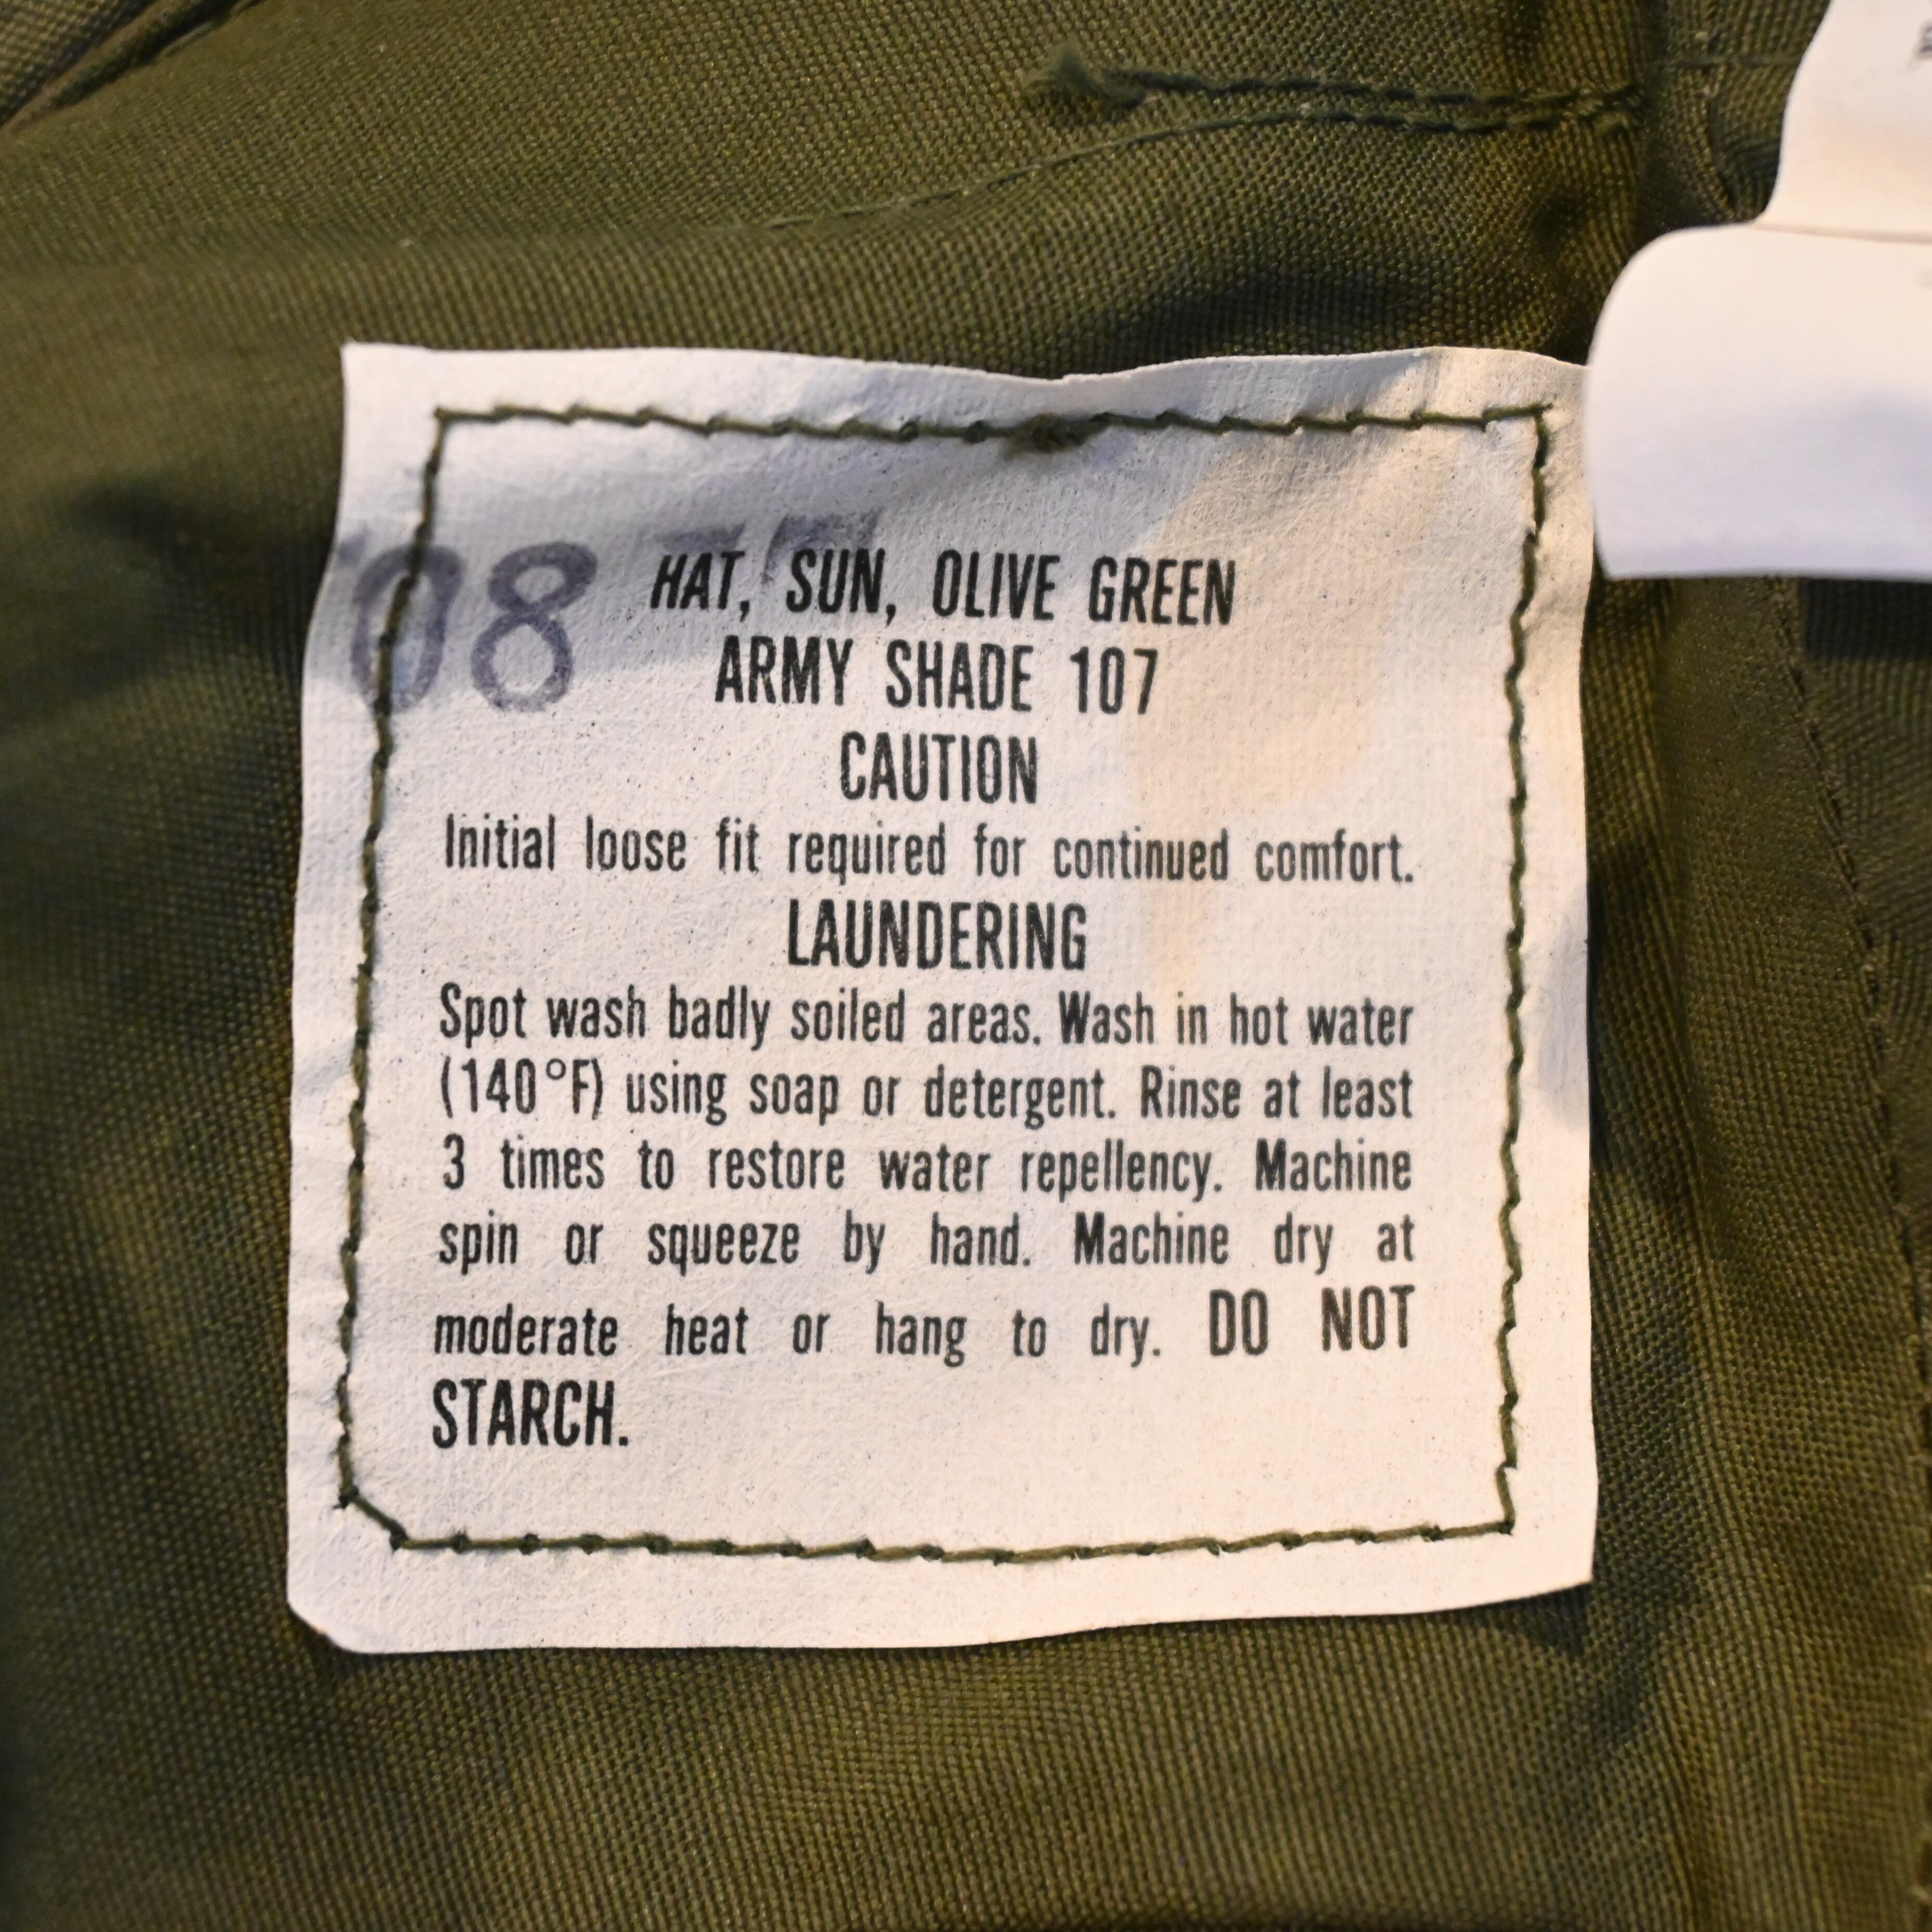 08
HAT, SUN, OLIVE GREEN
ARMY SHADE 107
CAUTION
Initial loose fit required for continued comfort.
LAUNDERING
Spot wash badly soiled areas. Wash in hot water
(140°F) using soap or detergent. Rinse at least
3 times to restore water repellency. Machine
spin or squeeze by hand. Machine dry at
moderate heat or hang to dry. DO NOT
STARCH.